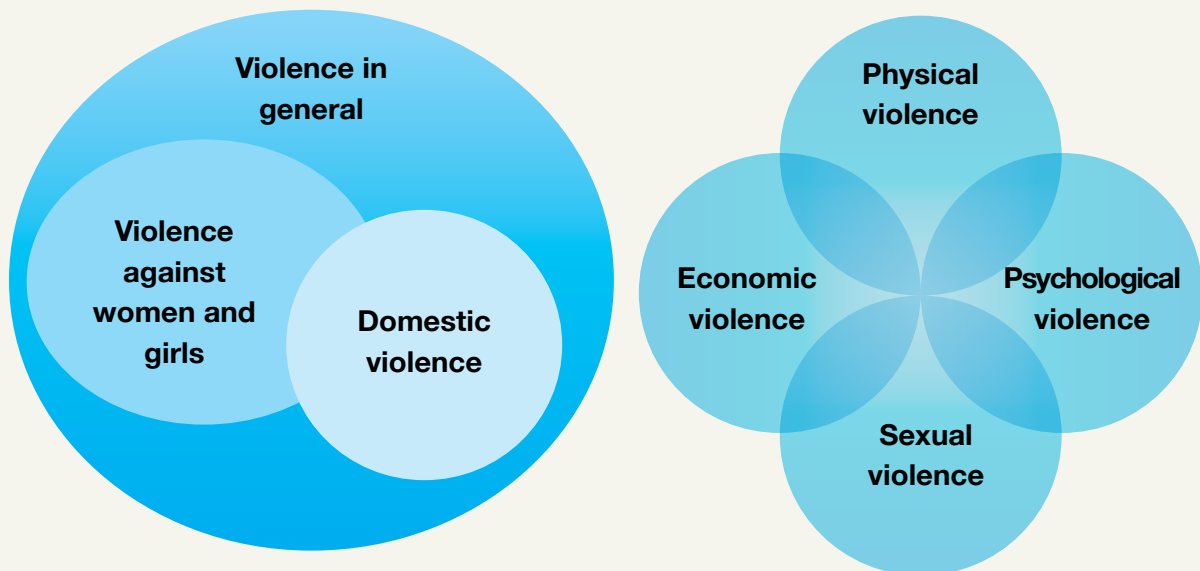 Violence in
general
Violence
against
women and
girls
Domestic
violence
Physical
violence
Economic
violence
Psychological
violence
Sexual
violence